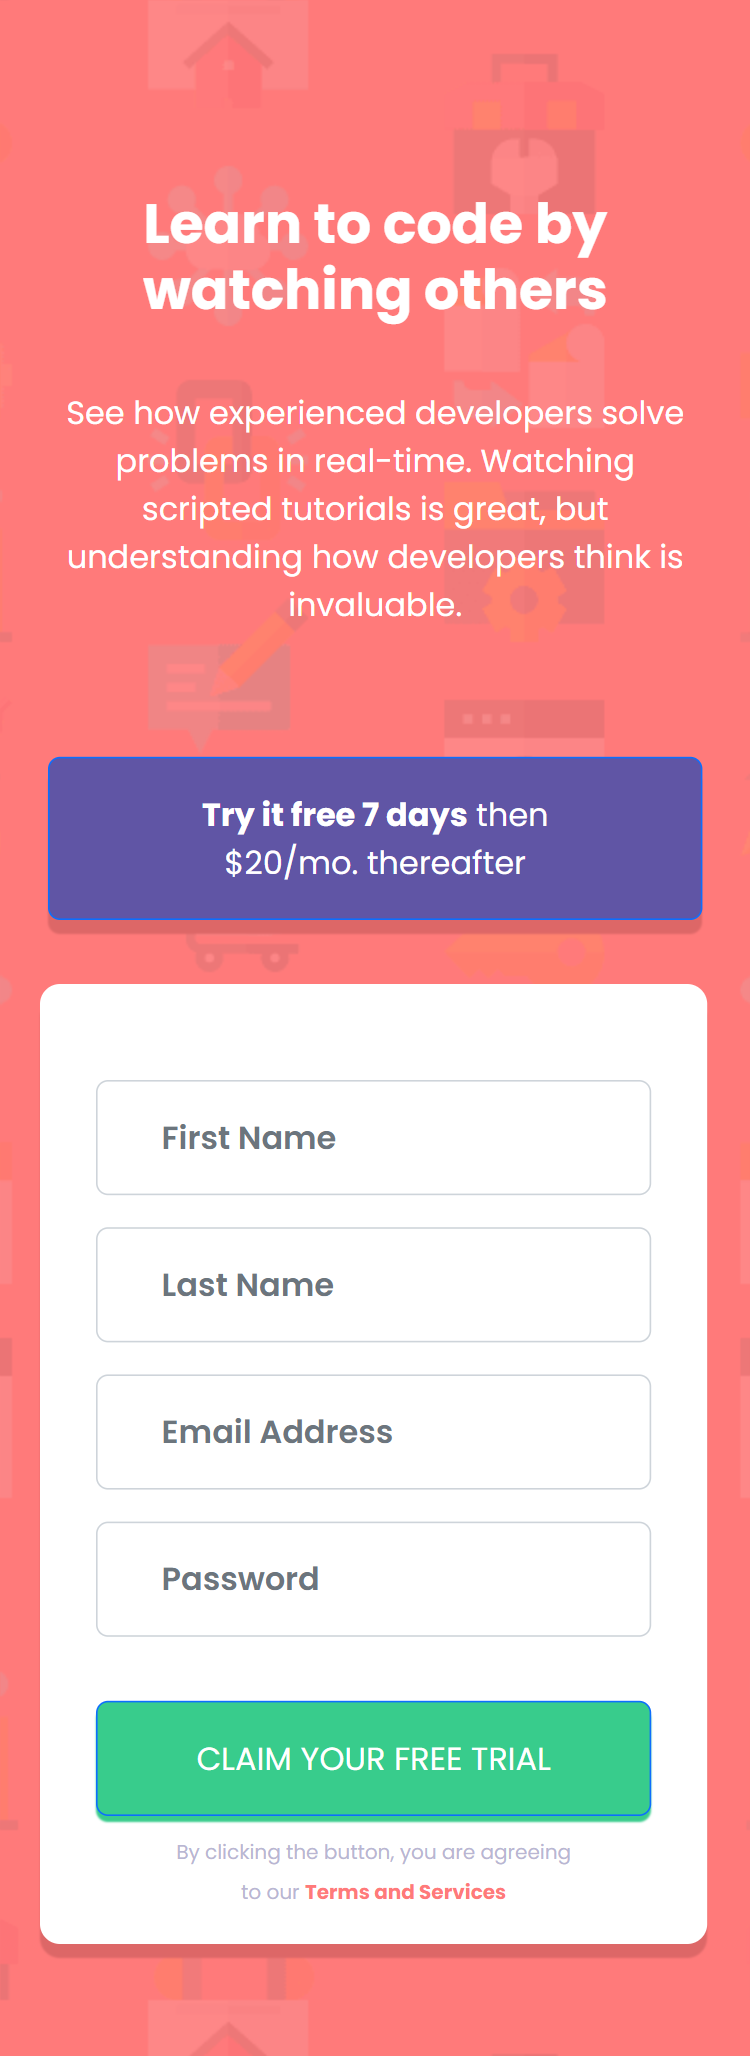 Learn to code by
watching others
See how experienced developers solve
problems in real-time. Watching
scripted tutorials is great, but
understanding how developers think is
invaluable.
Try it free 7 days then
$20/mo. thereafter
First Name
Last Name
Email Address
Password
CLAIM YOUR FREE TRIAL
By clicking the button, you are agreeing
to our Terms and Services